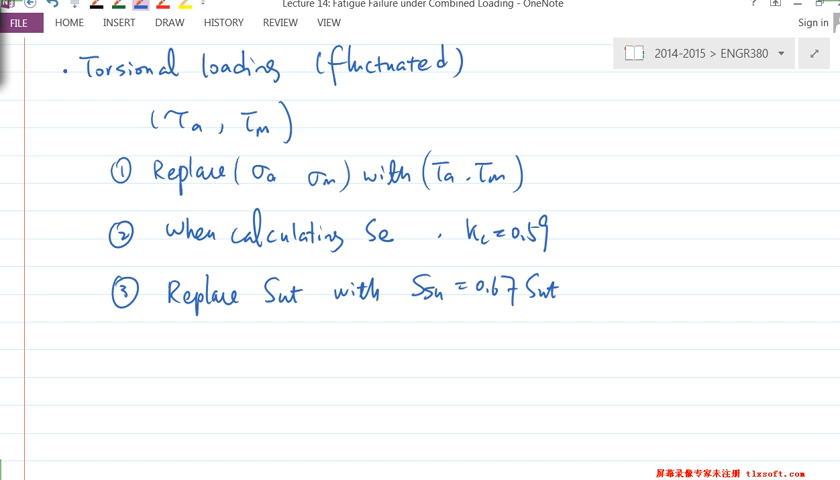 Lecture 14: Fatigue Failure under Combined Loading - OneNote
FILE HOME INSERT DRAW HISTORY REVIEW VIEW Sign in
2014-2015 > ENGR380
· Torsional loading (fluctuated)
(τa, τm)
① Replace (σa σm) with (τa. τm)
② When calculating Se . kc = 0.59
③ Replace Sut with Ssu = 0.67 Sut
屏幕录像专家未注册 tlxsoft.com